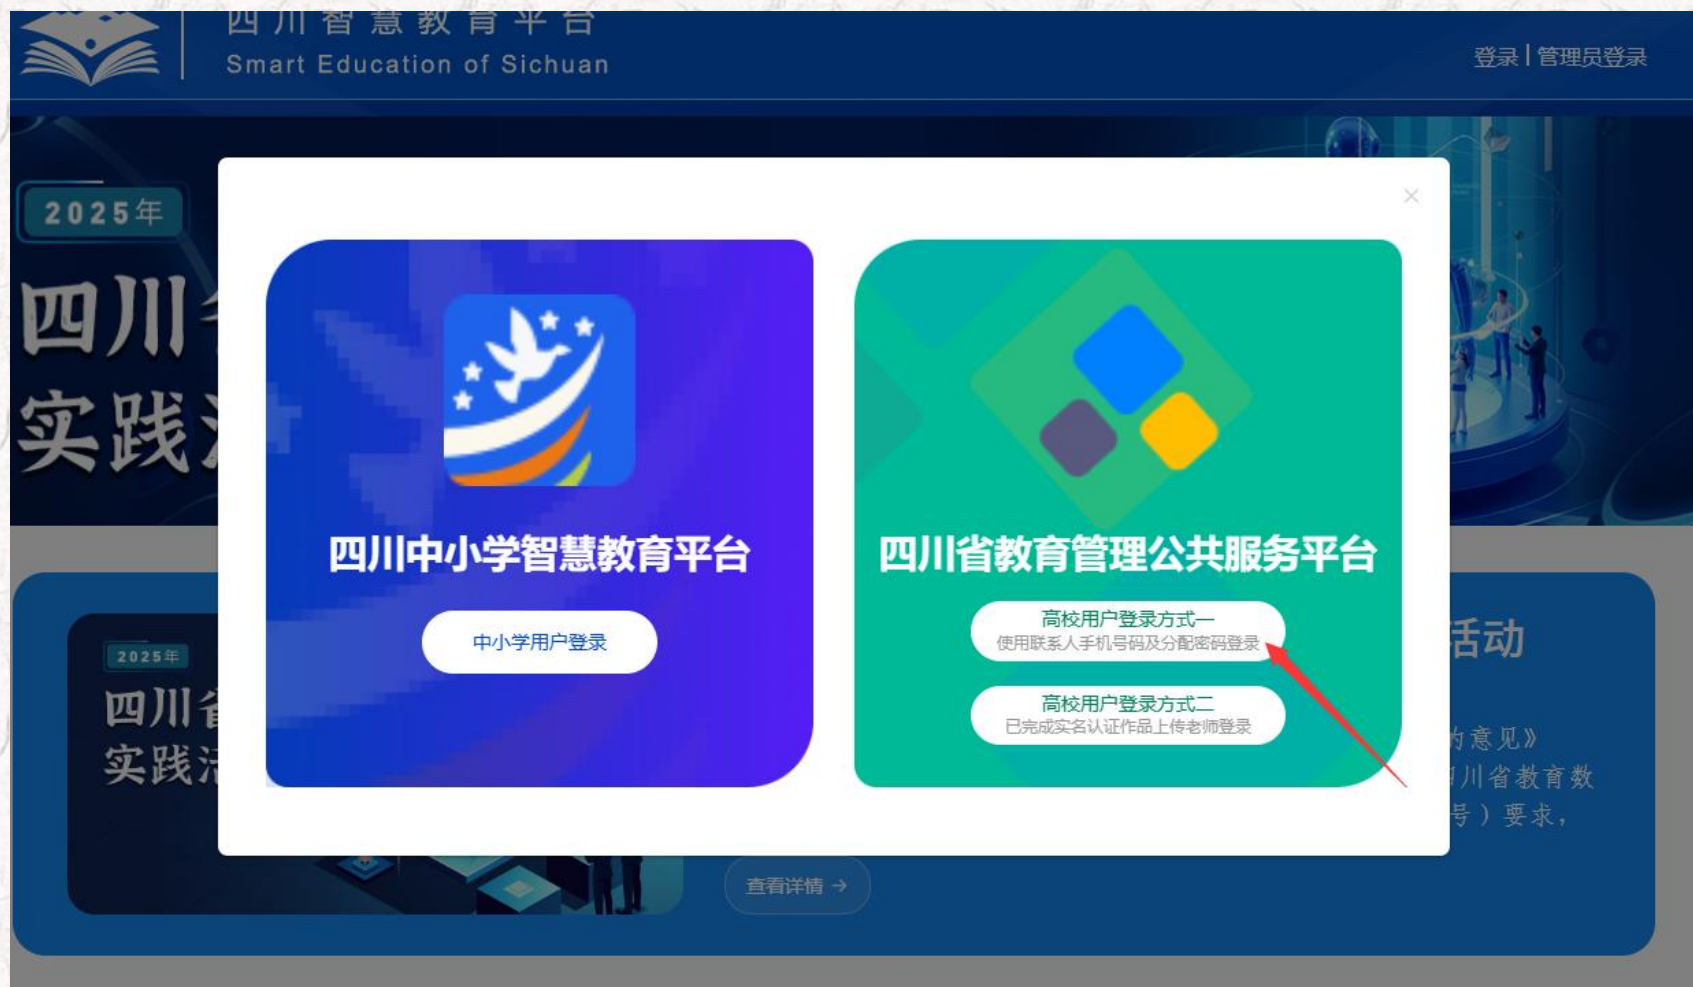 四川智慧教育平台
Smart Education of Sichuan
登录 | 管理员登录
2025年
四川
实践
×
四川中小学智慧教育平台
中小学用户登录
四川省教育管理公共服务平台
高校用户登录方式一
使用联系人手机号码及分配密码登录
高校用户登录方式二
已完成实名认证作品上传老师登录
2025年
四川省
实践活
活动
的意见》
四川省教育数
号）要求，
查看详情 →